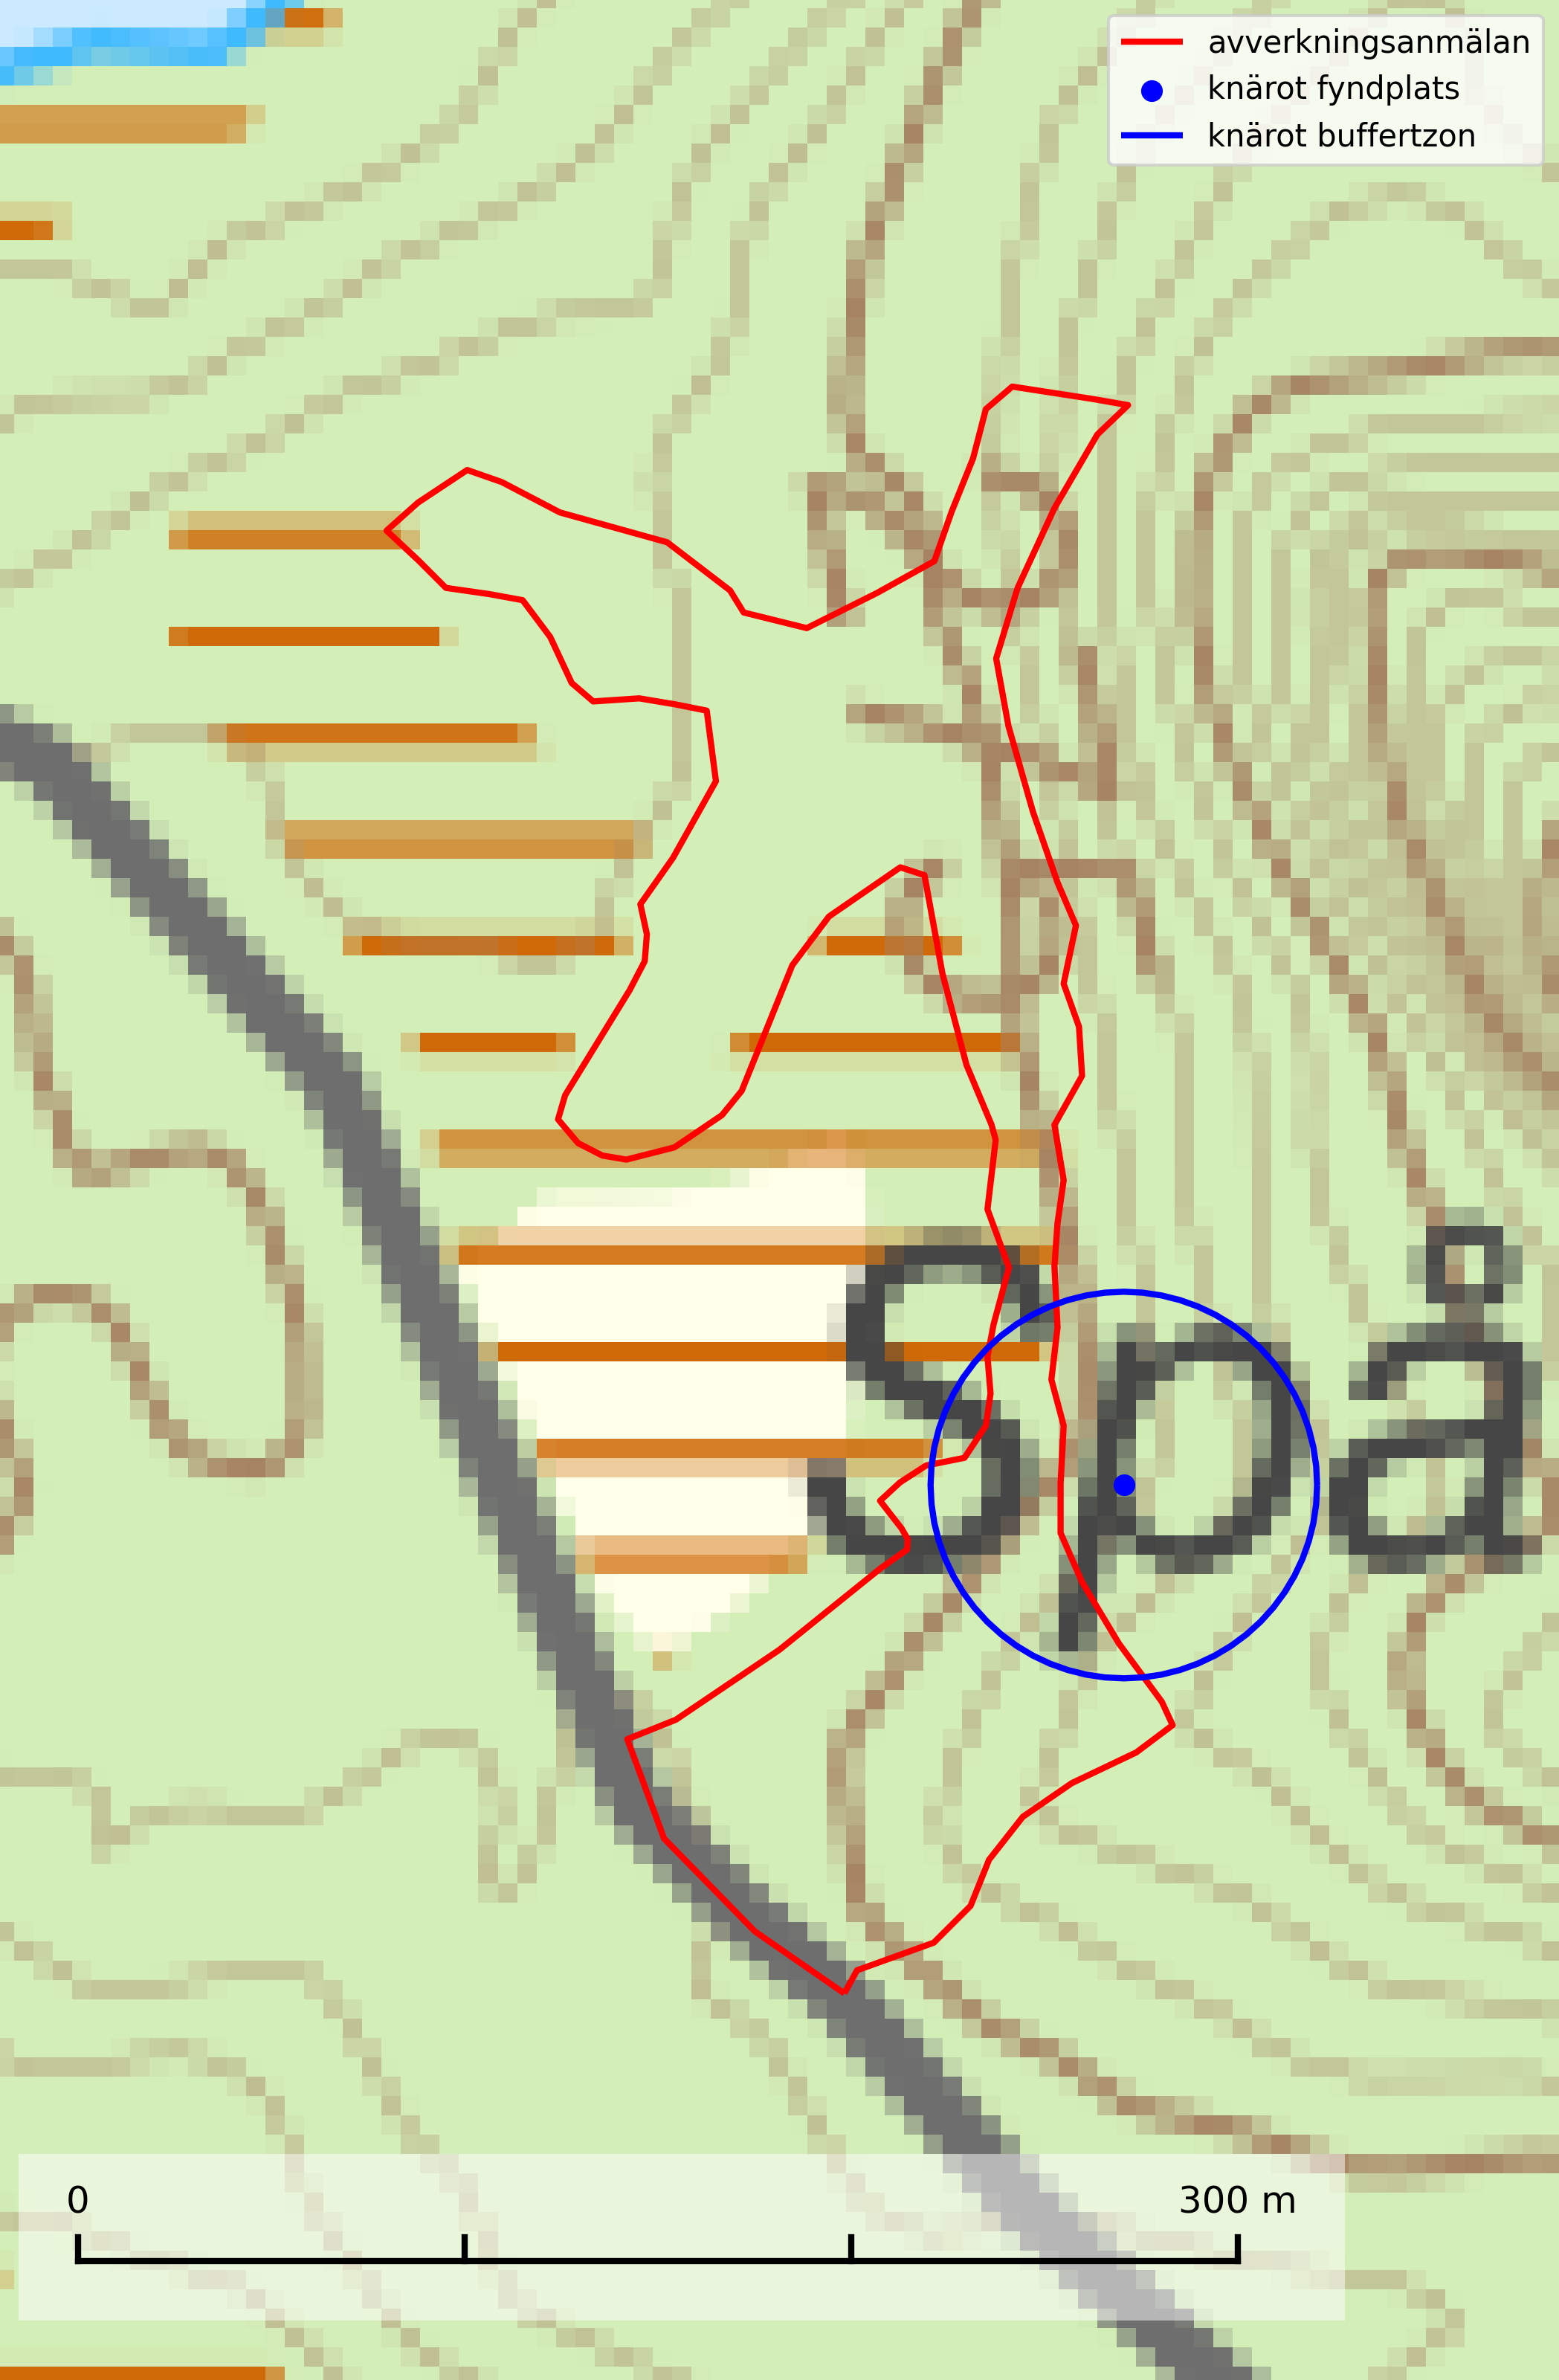 avverkningsanmälan
knärot fyndplats
knärot buffertzon
spå
0 300 m